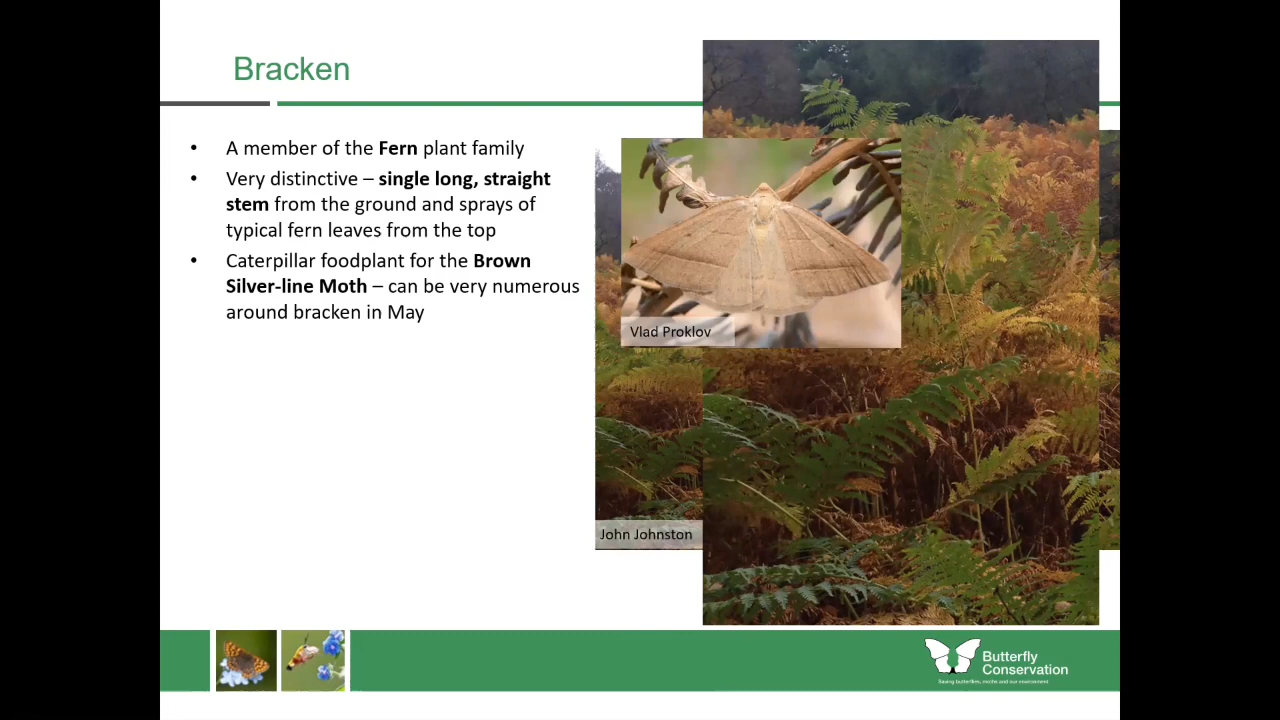 Bracken
• A member of the Fern plant family
• Very distinctive – single long, straight
stem from the ground and sprays of
typical fern leaves from the top
• Caterpillar foodplant for the Brown
Silver-line Moth – can be very numerous
around bracken in May
Vlad Proklov
John Johnston
Butterfly
Conservation
Saving butterflies, moths and our environment